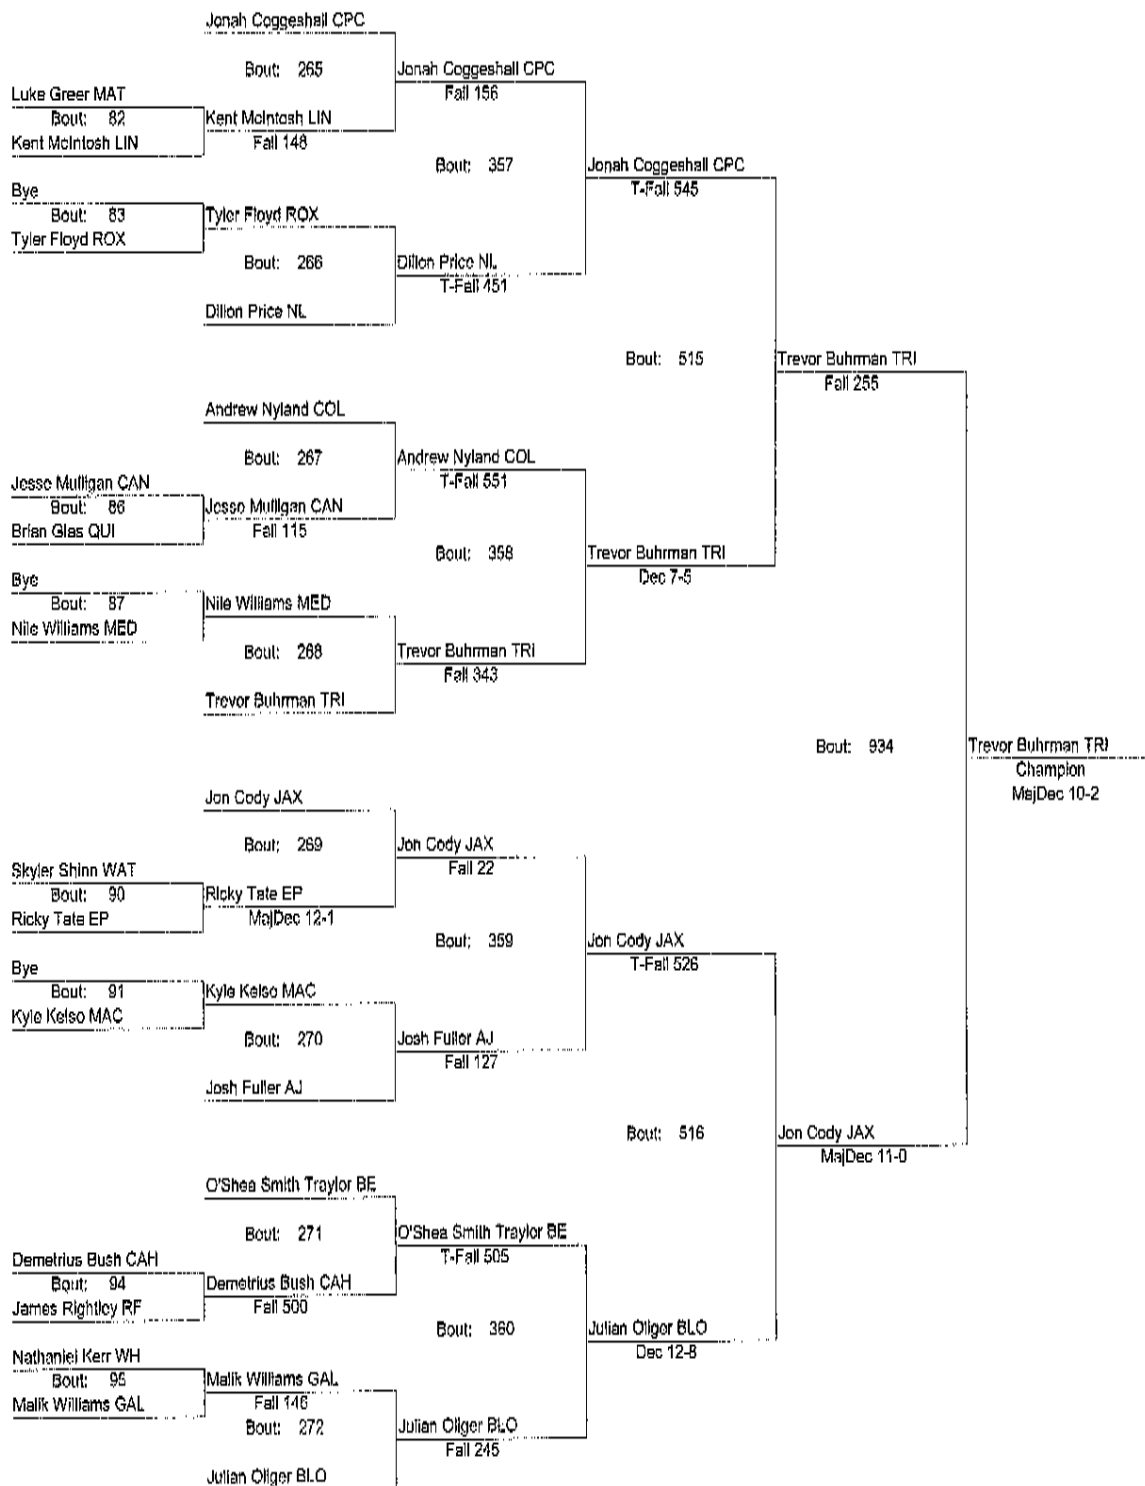 Jonah Coggeshall CPC
Bout: 265
Jonah Coggeshall CPC
Fall 156
Luke Greer MAT
Bout: 82
Kent McIntosh LIN
Kent McIntosh LIN
Fall 148
Bout: 357
Jonah Coggeshall CPC
T-Fall 545
Bye
Bout: 83
Tyler Floyd ROX
Tyler Floyd ROX
Bout: 266
Dillon Price NL
T-Fall 451
Dillon Price NL
Bout: 515
Trevor Buhrman TRI
Fall 255
Andrew Nyland COL
Bout: 267
Andrew Nyland COL
T-Fall 551
Jesse Mulligan CAN
Bout: 86
Brian Glas QUI
Jesse Mulligan CAN
Fall 115
Bout: 358
Trevor Buhrman TRI
Dec 7-5
Bye
Bout: 87
Nile Williams MED
Nile Williams MED
Bout: 268
Trevor Buhrman TRI
Fall 343
Trevor Buhrman TRI
Bout: 934
Trevor Buhrman TRI
Champion
MajDec 10-2
Jon Cody JAX
Bout: 269
Jon Cody JAX
Fall 22
Skyler Shinn WAT
Bout: 90
Ricky Tate EP
Ricky Tate EP
MajDec 12-1
Bout: 359
Jon Cody JAX
T-Fall 526
Bye
Bout: 91
Kyle Kelso MAC
Kyle Kelso MAC
Bout: 270
Josh Fuller AJ
Fall 127
Josh Fuller AJ
Bout: 516
Jon Cody JAX
MajDec 11-0
O'Shea Smith Traylor BE
Bout: 271
O'Shea Smith Traylor BE
T-Fall 505
Demetrius Bush CAH
Bout: 94
James Rightley RF
Demetrius Bush CAH
Fall 500
Bout: 360
Julian Oliger BLO
Dec 12-8
Nathaniel Kerr WH
Bout: 95
Malik Williams GAL
Malik Williams GAL
Fall 146
Bout: 272
Julian Oliger BLO
Fall 245
Julian Oliger BLO